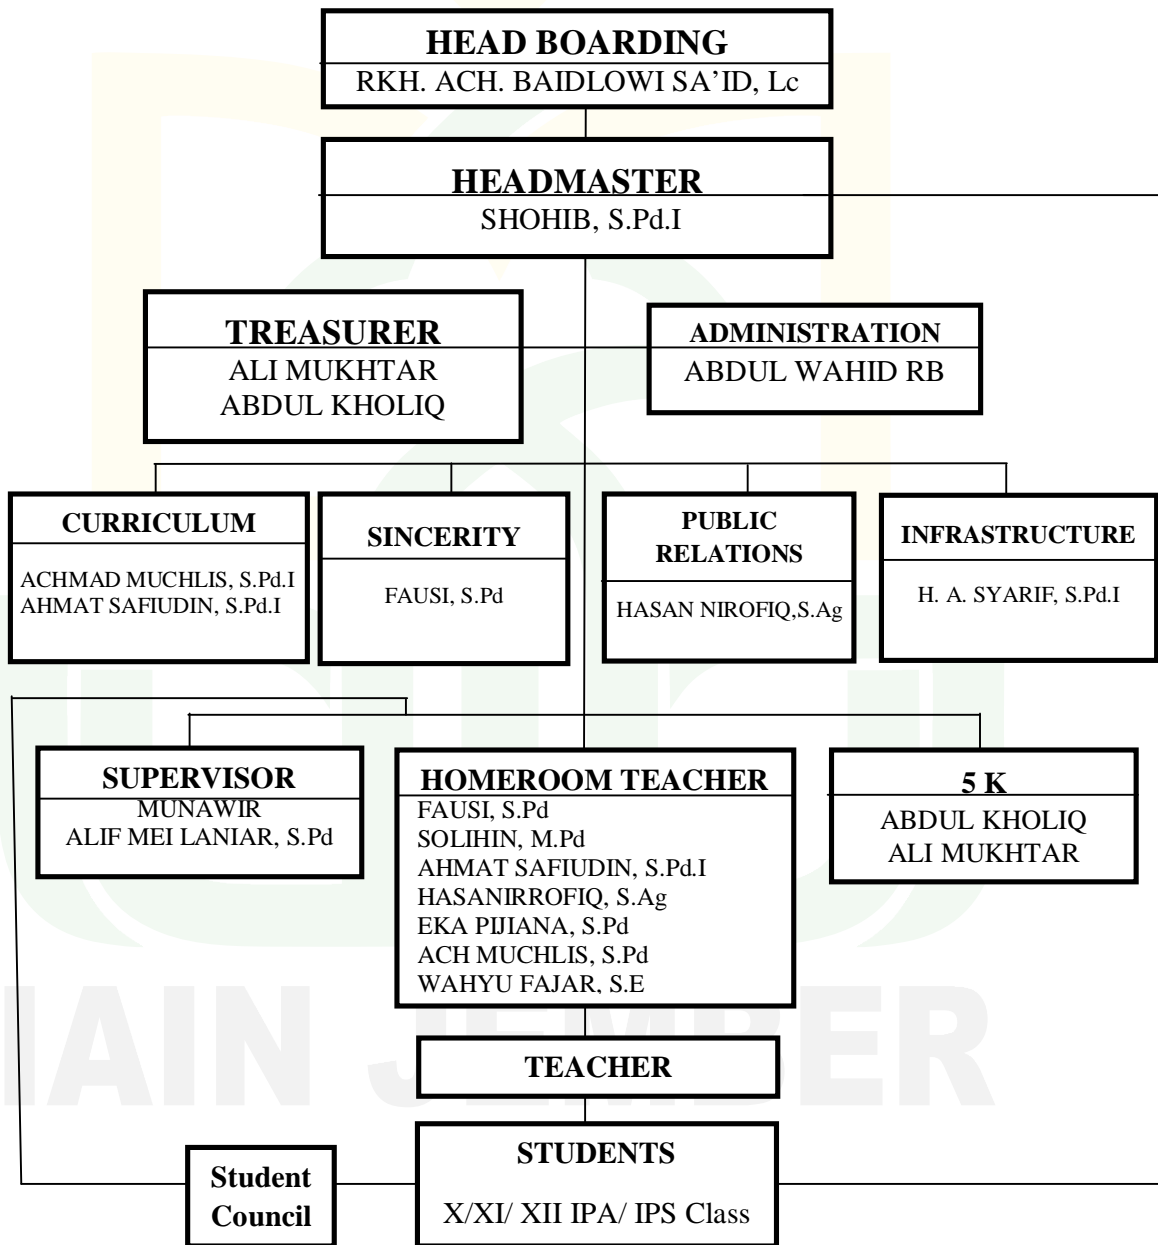 HEAD BOARDING
RKH. ACH. BAIDLOWI SA'ID, Lc
HEADMASTER
SHOHIB, S.Pd.I
TREASURER
ALI MUKHTAR
ABDUL KHOLIQ
ADMINISTRATION
ABDUL WAHID RB
CURRICULUM
ACHMAD MUCHLIS, S.Pd.I
AHMAT SAFIUDIN, S.Pd.I
SINCERITY
FAUSI, S.Pd
PUBLIC
RELATIONS
HASAN NIROFIQ,S.Ag
INFRASTRUCTURE
H. A. SYARIF, S.Pd.I
SUPERVISOR
MUNAWIR
ALIF MEI LANIAR, S.Pd
HOMEROOM TEACHER
FAUSI, S.Pd
SOLIHIN, M.Pd
AHMAT SAFIUDIN, S.Pd.I
HASANIRROFIQ, S.Ag
EKA PIJIANA, S.Pd
ACH MUCHLIS, S.Pd
WAHYU FAJAR, S.E
5 K
ABDUL KHOLIQ
ALI MUKHTAR
IAIN JEMBER
TEACHER
STUDENTS
X/XI/ XII IPA/ IPS Class
Student
Council